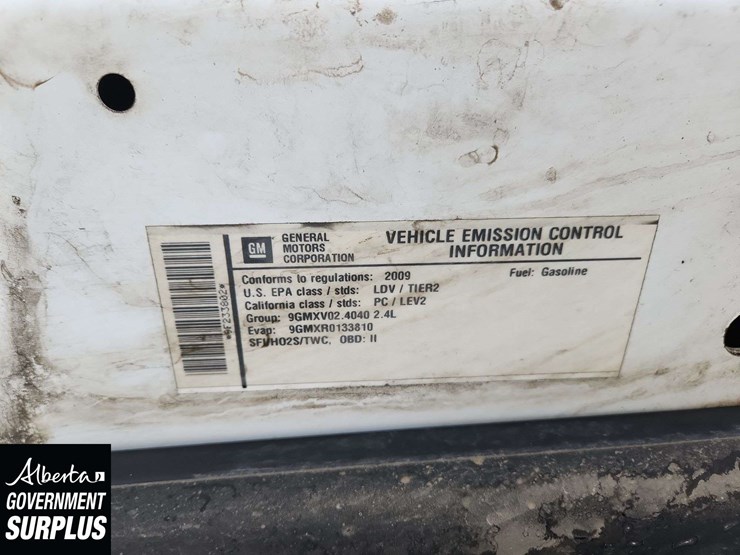 GM
GENERAL
MOTORS
CORPORATION
VEHICLE EMISSION CONTROL
INFORMATION
Conforms to regulations: 2009
Fuel: Gasoline
U.S. EPA class / stds: LDV / TIER2
California class / stds: PC / LEV2
Group: 9GMXV02.4040 2.4L
Evap: 9GMXR0133810
SFI/HO2S/TWC, OBD: II
*9F233802*
Alberta
GOVERNMENT
SURPLUS